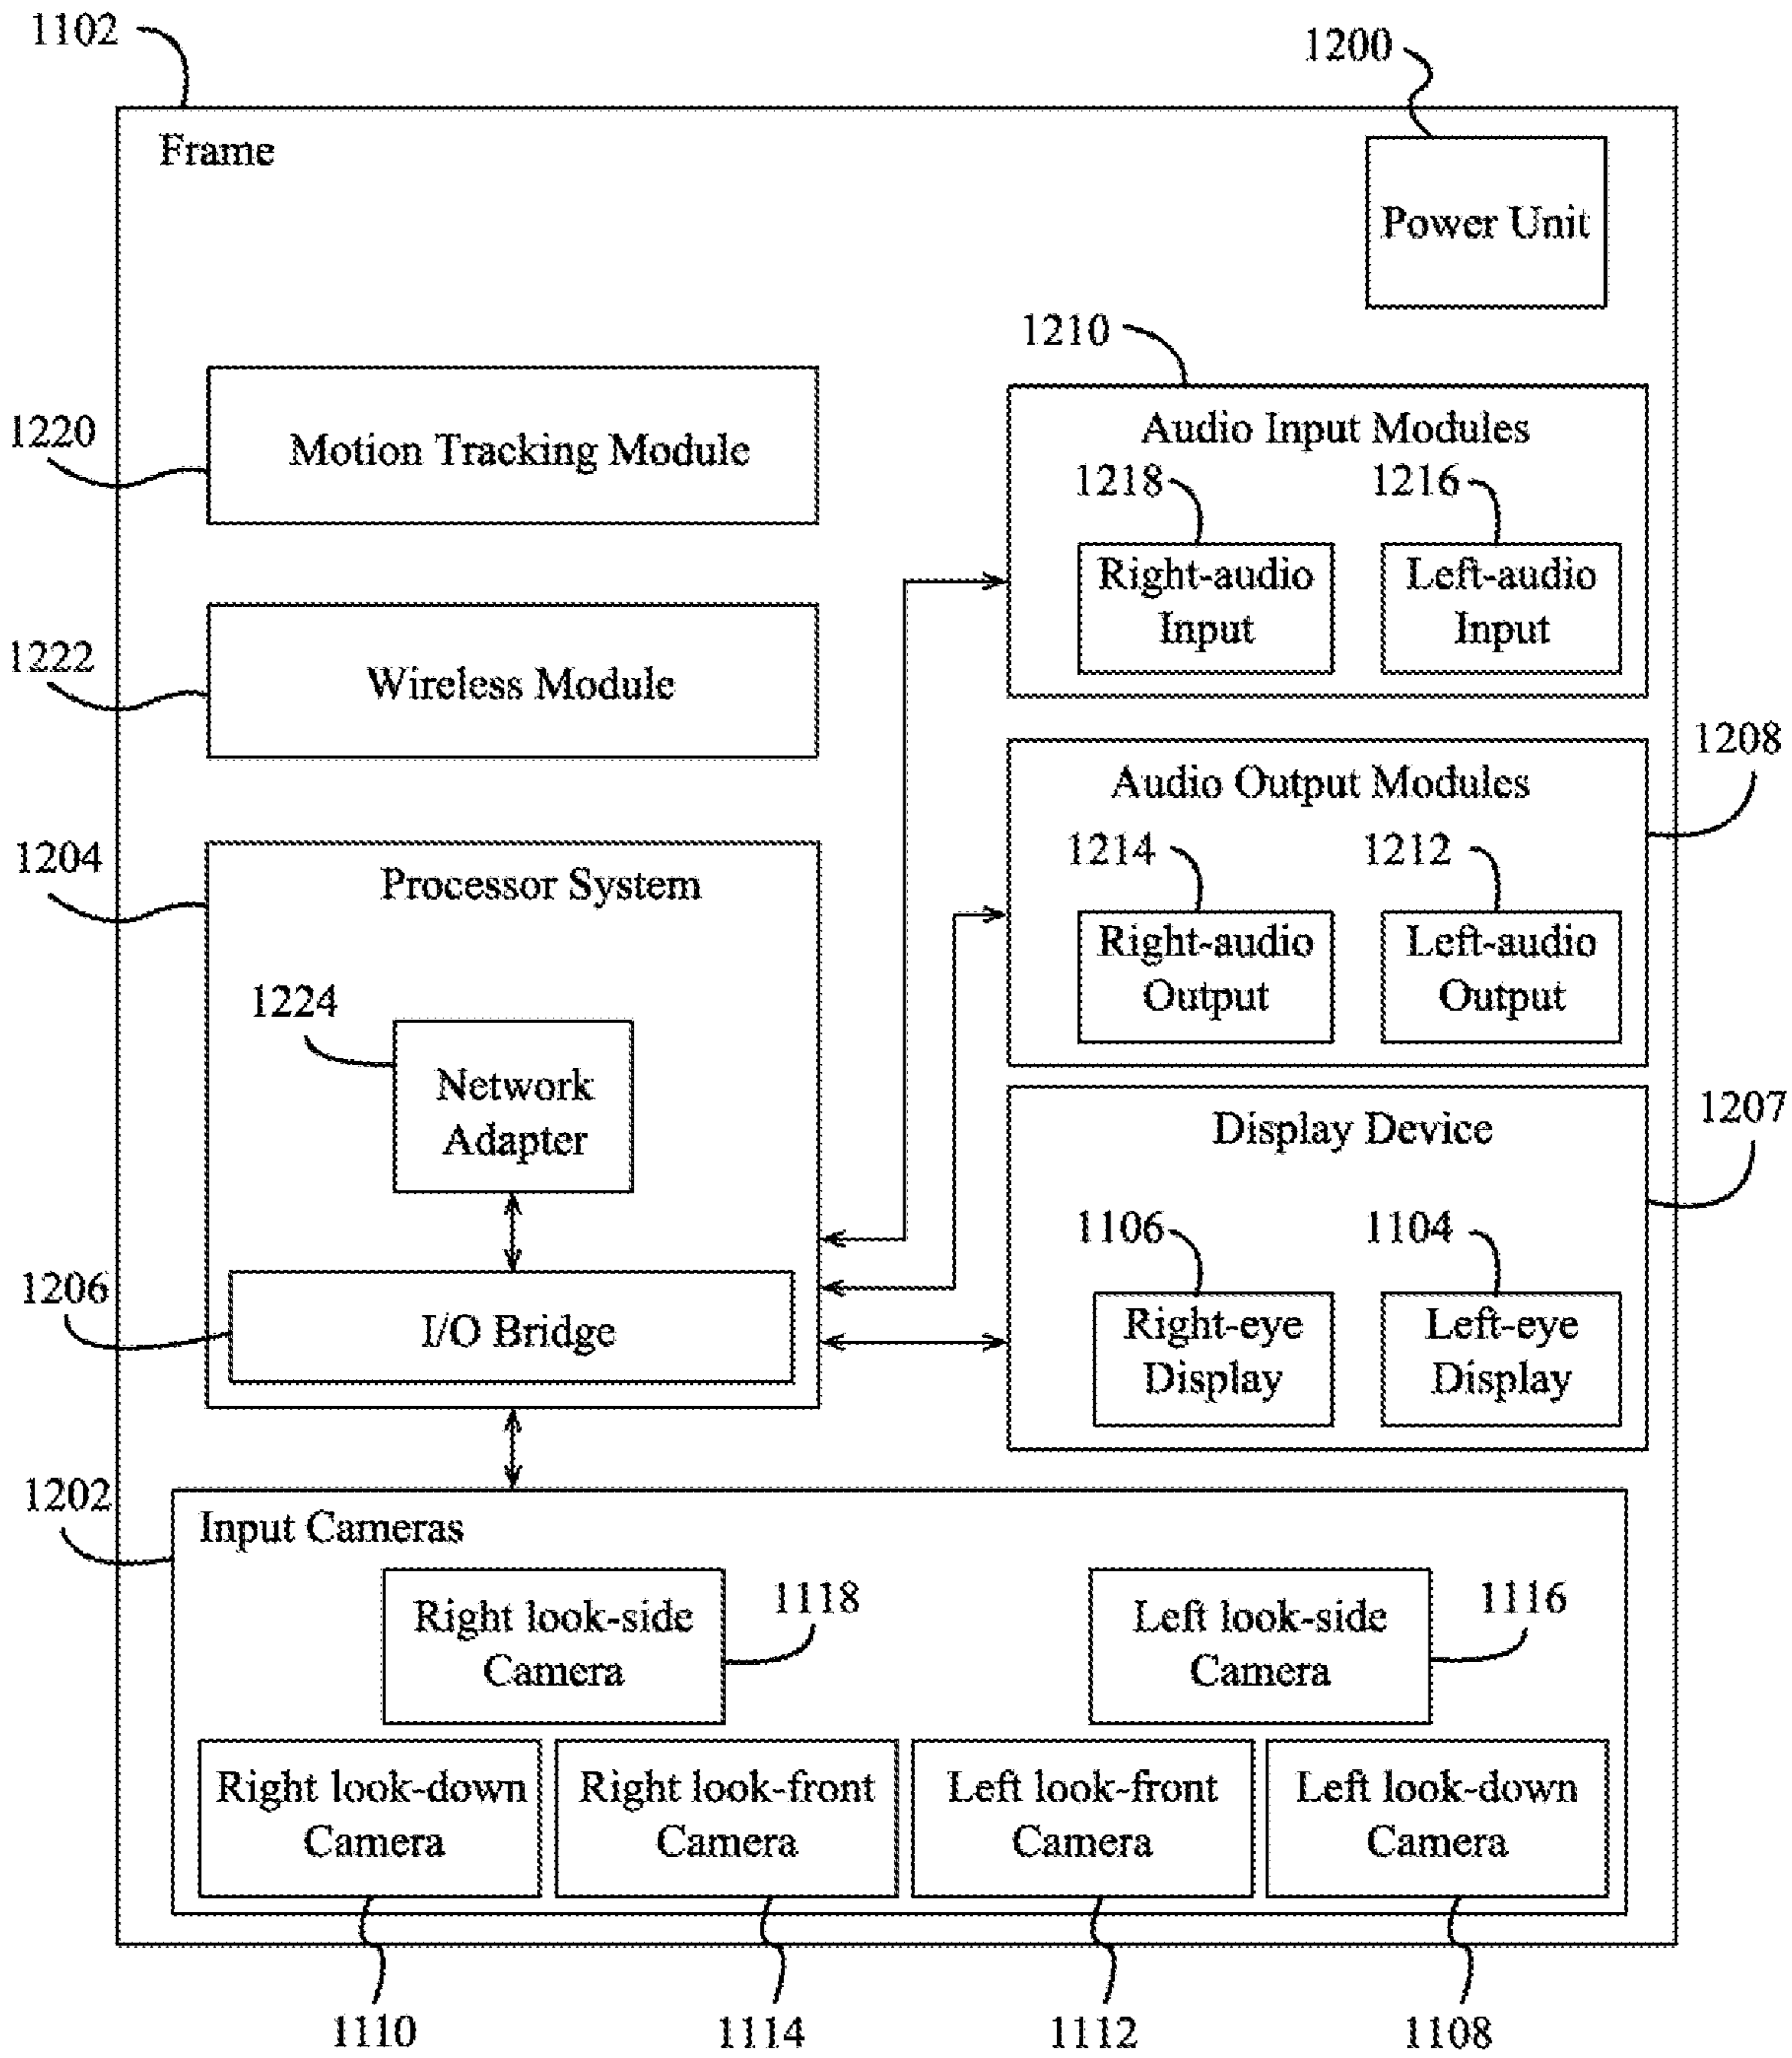 1102
1200
Frame
Power Unit
1210
1220
Motion Tracking Module
Audio Input Modules
1218
1216
Right-audio
Input
Left-audio
Input
1222
Wireless Module
1208
Audio Output Modules
1214
1212
Right-audio
Output
Left-audio
Output
1204
Processor System
1224
Network
Adapter
1207
Display Device
1106
1104
Right-eye
Display
Left-eye
Display
1206
I/O Bridge
1202
Input Cameras
Right look-side
Camera
1118
Left look-side
Camera
1116
Right look-down
Camera
Right look-front
Camera
Left look-front
Camera
Left look-down
Camera
1110
1114
1112
1108